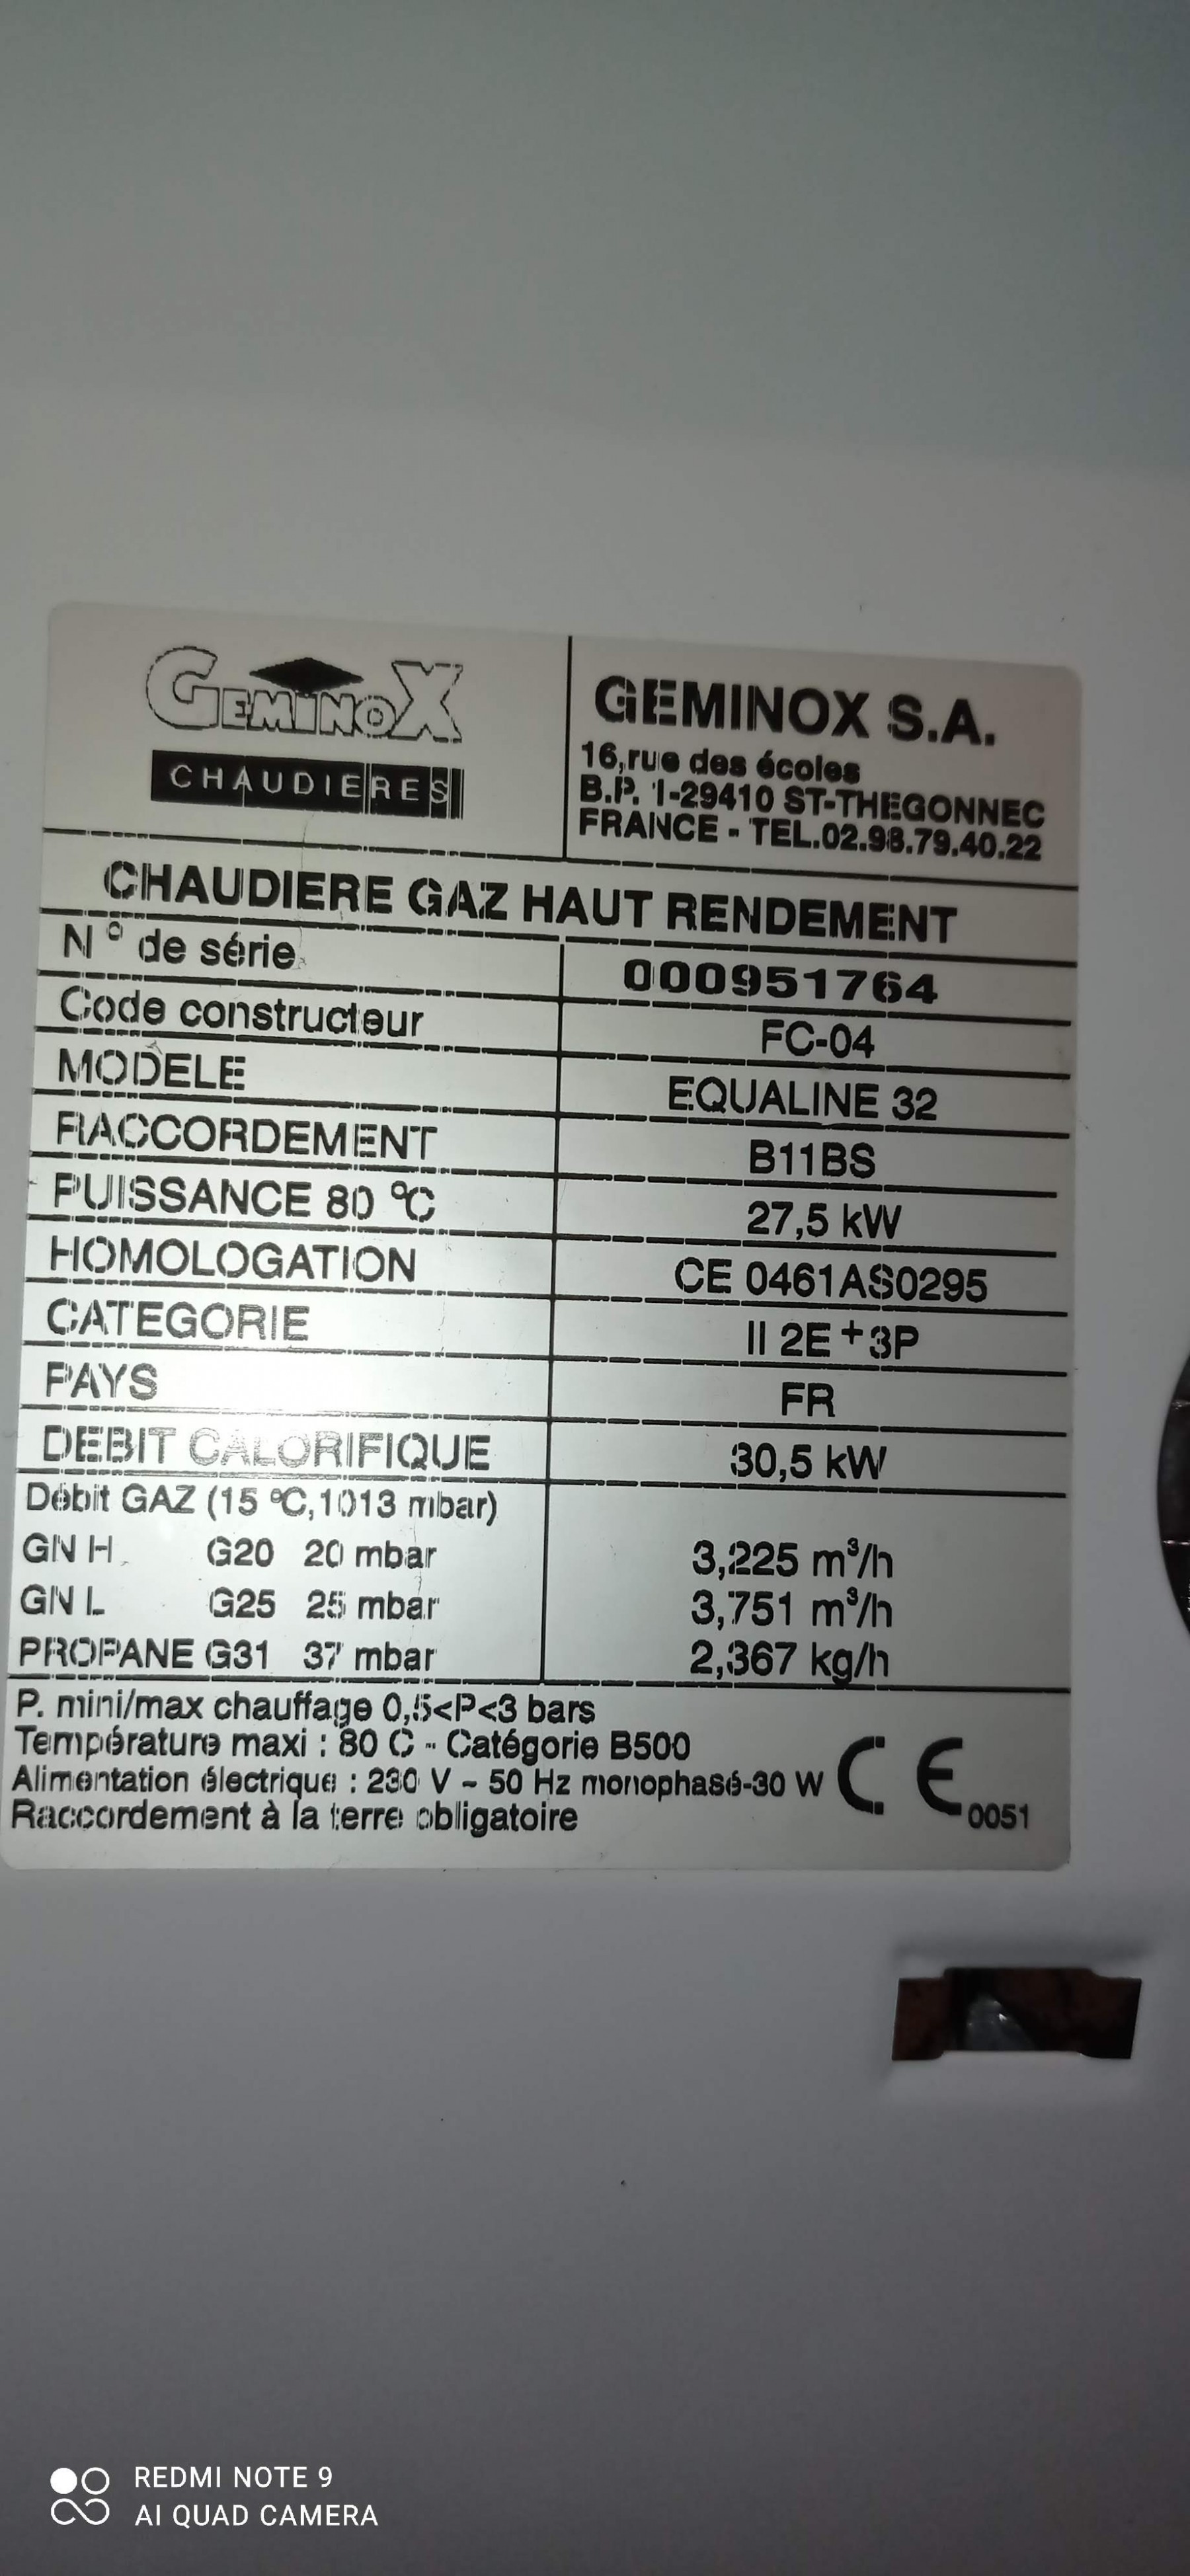 GEMINOX
CHAUDIERES
GEMINOX S.A.
16,rue des écoles
B.P. 1-29410 ST-THEGONNEC
FRANCE - TEL.02.98.79.40.22
CHAUDIERE GAZ HAUT RENDEMENT
N° de série 000951764
Code constructeur FC-04
MODELE EQUALINE 32
RACCORDEMENT B11BS
PUISSANCE 80 °C 27,5 kW
HOMOLOGATION CE 0461AS0295
CATEGORIE II 2E+3P
PAYS FR
DEBIT CALORIFIQUE 30,5 kW
Débit GAZ (15 °C,1013 mbar)
GN H G20 20 mbar 3,225 m³/h
GN L G25 25 mbar 3,751 m³/h
PROPANE G31 37 mbar 2,367 kg/h
P. mini/max chauffage 0,5<P<3 bars
Température maxi : 80 C - Catégorie B500
Alimentation électrique : 230 V ~ 50 Hz monophasé-30 W
Raccordement à la terre obligatoire
CE 0051
REDMI NOTE 9
AI QUAD CAMERA